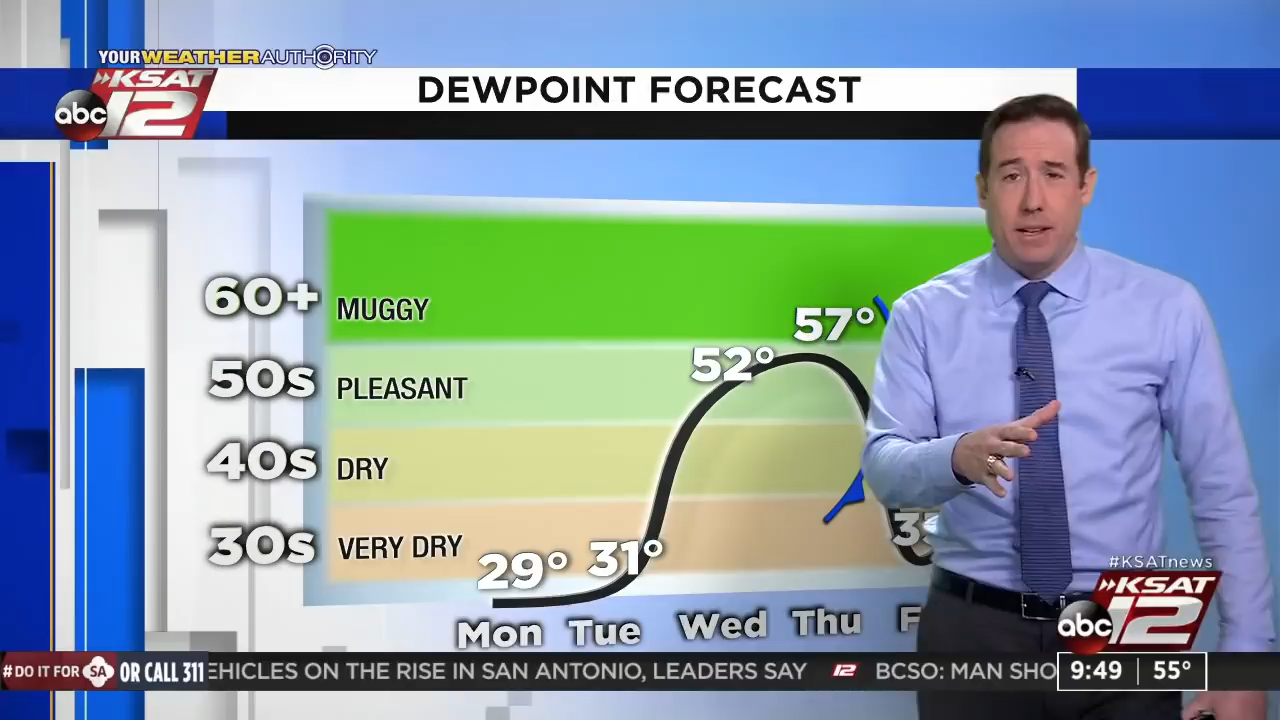 YOURWEATHERAUTHORITY
KSAT
abc 12
DEWPOINT FORECAST
60+ MUGGY
57°
52°
50s PLEASANT
40s DRY
30s VERY DRY
29° 31°
Mon Tue Wed Thu
#KSATnews
KSAT
abc 12
#DO IT FOR SA OR CALL 311
EHICLES ON THE RISE IN SAN ANTONIO, LEADERS SAY 12 BCSO: MAN SHO
9:49 55°